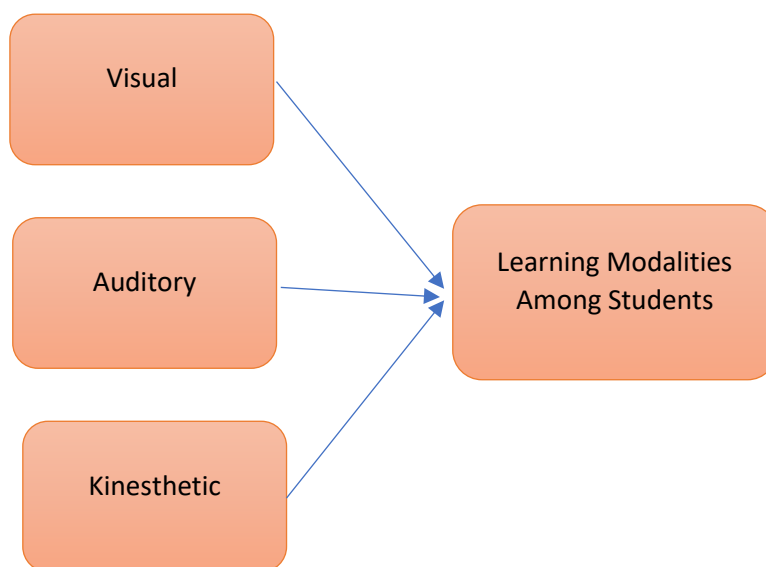 Visual
Auditory
Kinesthetic
Learning Modalities
Among Students